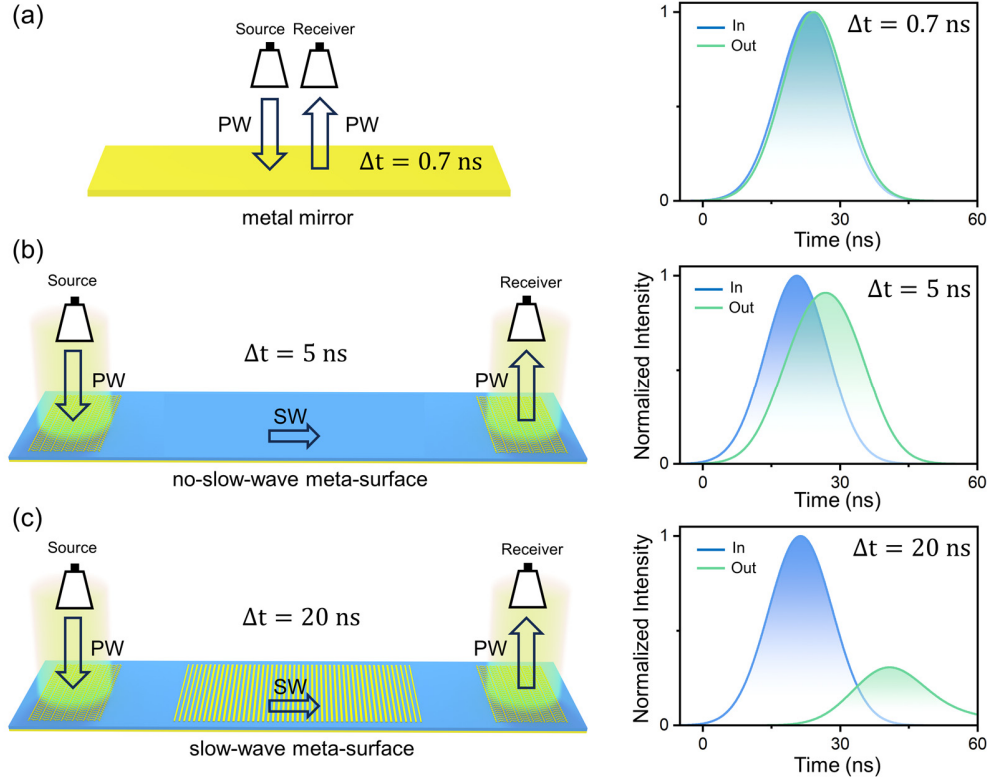 (a)
Source Receiver
PW PW
Δt = 0.7 ns
metal mirror
1
0
In
Out
Δt = 0.7 ns
0 30 60
Time (ns)
(b)
Source
Receiver
Δt = 5 ns
PW
PW
SW
no-slow-wave meta-surface
Normalized Intensity
1
0
In
Out
Δt = 5 ns
0 30 60
Time (ns)
(c)
Source
Receiver
Δt = 20 ns
PW
PW
SW
slow-wave meta-surface
Normalized Intensity
1
0
In
Out
Δt = 20 ns
0 30 60
Time (ns)